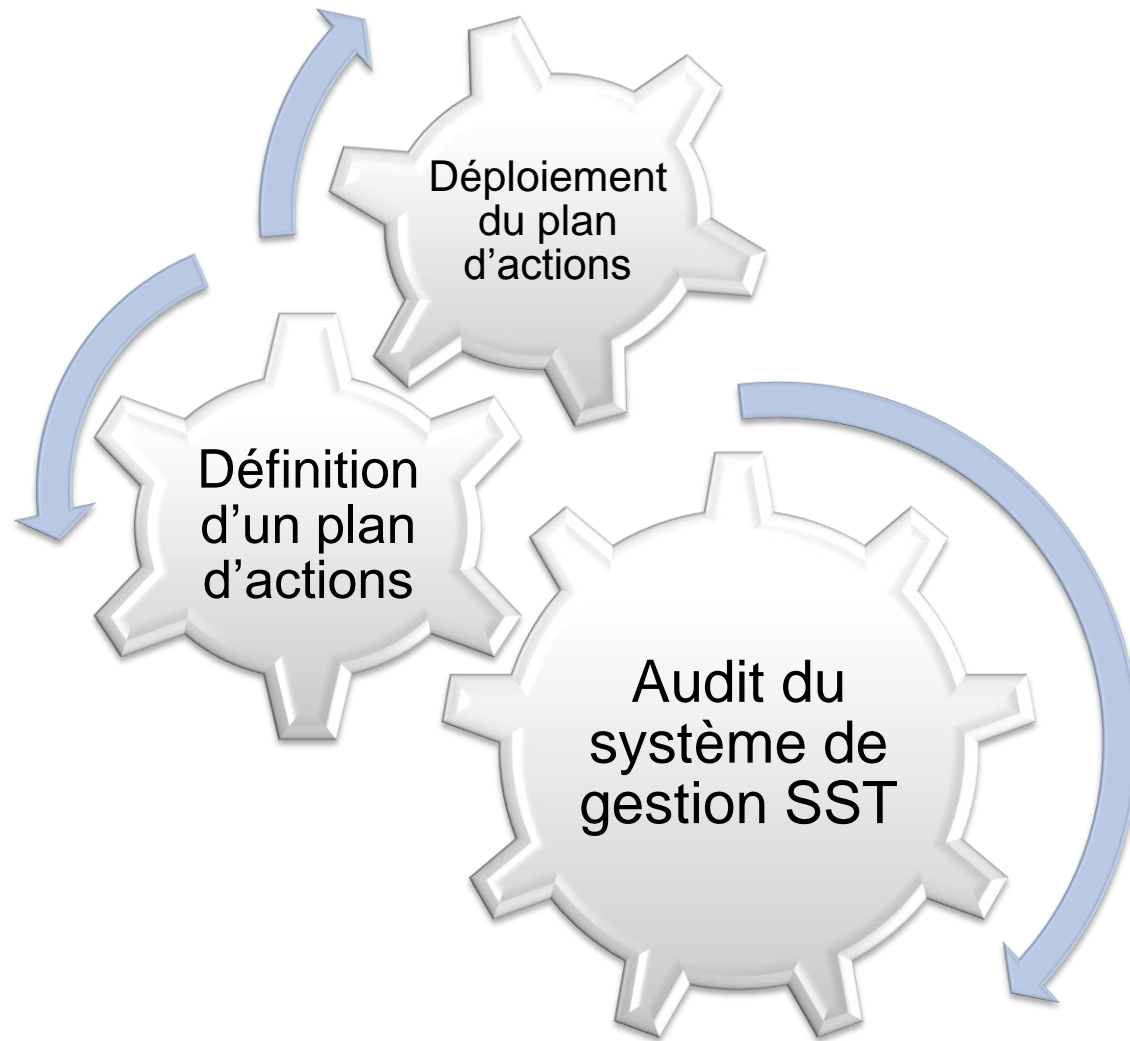 Déploiement
du plan
d’actions
Définition
d’un plan
d’actions
Audit du
système de
gestion SST